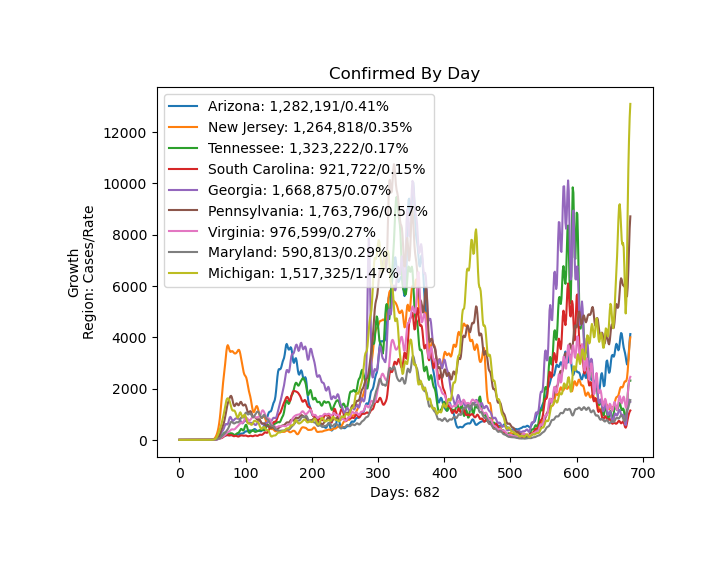 Confirmed By Day
Growth
Region: Cases/Rate
12000
10000
8000
6000
4000
2000
0
Arizona: 1,282,191/0.41%
New Jersey: 1,264,818/0.35%
Tennessee: 1,323,222/0.17%
South Carolina: 921,722/0.15%
Georgia: 1,668,875/0.07%
Pennsylvania: 1,763,796/0.57%
Virginia: 976,599/0.27%
Maryland: 590,813/0.29%
Michigan: 1,517,325/1.47%
0 100 200 300 400 500 600 700
Days: 682